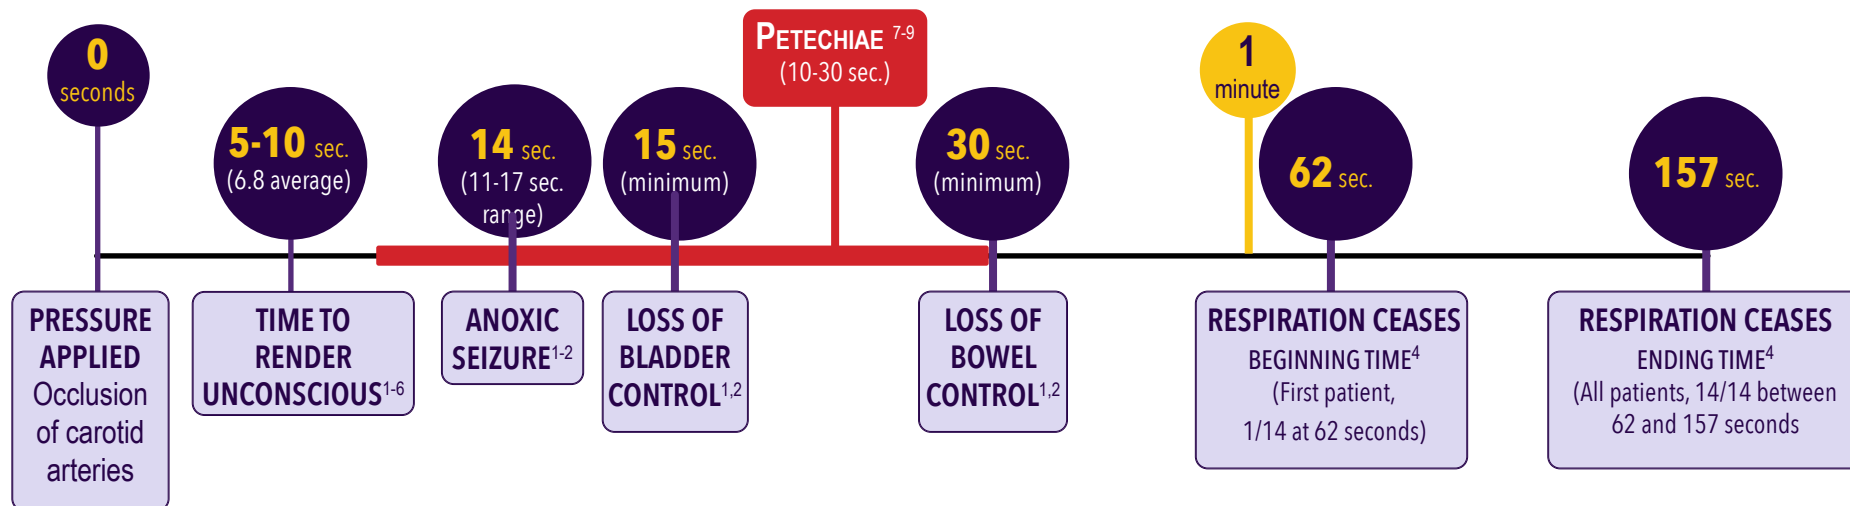 0
seconds
5-10 sec.
(6.8 average)
14 sec.
(11-17 sec.
range)
15 sec.
(minimum)
PETECHIAE 7-9
(10-30 sec.)
30 sec.
(minimum)
1
minute
62 sec.
157 sec.
PRESSURE
APPLIED
Occlusion
of carotid
arteries
TIME TO
RENDER
UNCONSCIOUS1-6
ANOXIC
SEIZURE1-2
LOSS OF
BLADDER
CONTROL1,2
LOSS OF
BOWEL
CONTROL1,2
RESPIRATION CEASES
BEGINNING TIME4
(First patient,
1/14 at 62 seconds)
RESPIRATION CEASES
ENDING TIME4
(All patients, 14/14 between
62 and 157 seconds